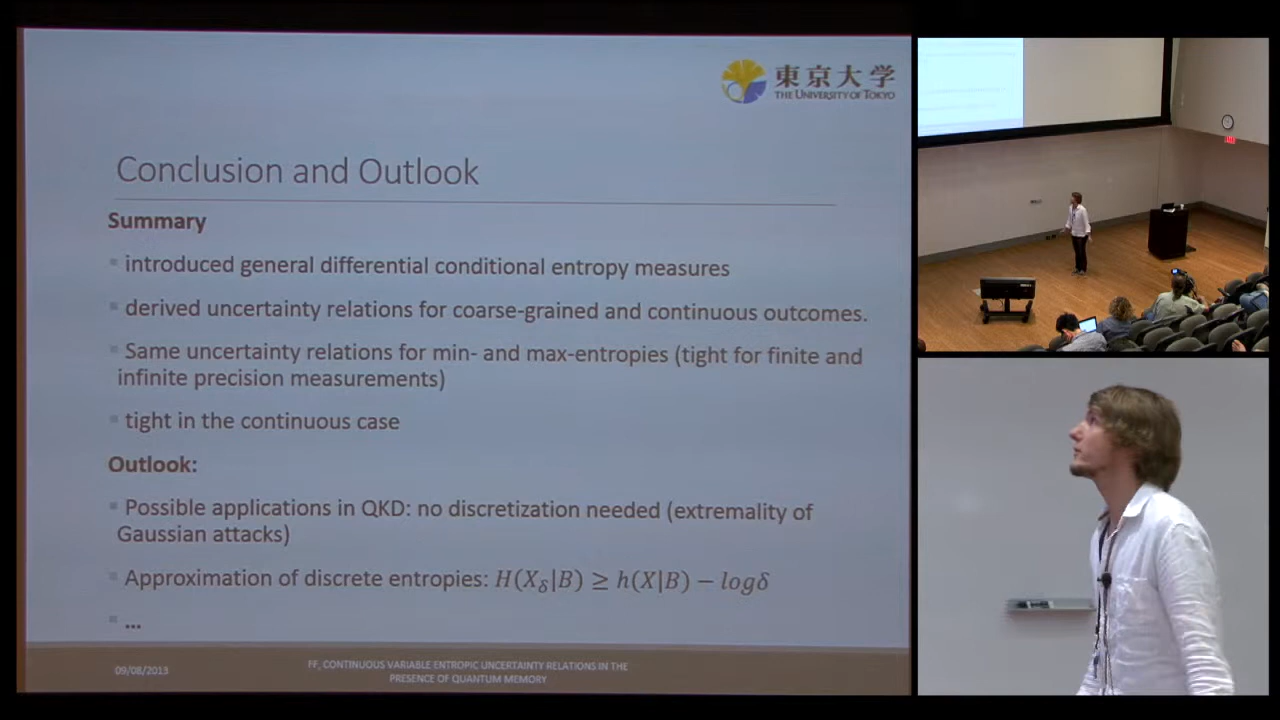 東京大学
THE UNIVERSITY OF TOKYO
Conclusion and Outlook
Summary
introduced general differential conditional entropy measures
derived uncertainty relations for coarse-grained and continuous outcomes.
Same uncertainty relations for min- and max-entropies (tight for finite and
infinite precision measurements)
tight in the continuous case
Outlook:
Possible applications in QKD: no discretization needed (extremality of
Gaussian attacks)
Approximation of discrete entropies: H(X_δ|B) ≥ h(X|B) − logδ
...
09/08/2013
FF, CONTINUOUS VARIABLE ENTROPIC UNCERTAINTY RELATIONS IN THE
PRESENCE OF QUANTUM MEMORY